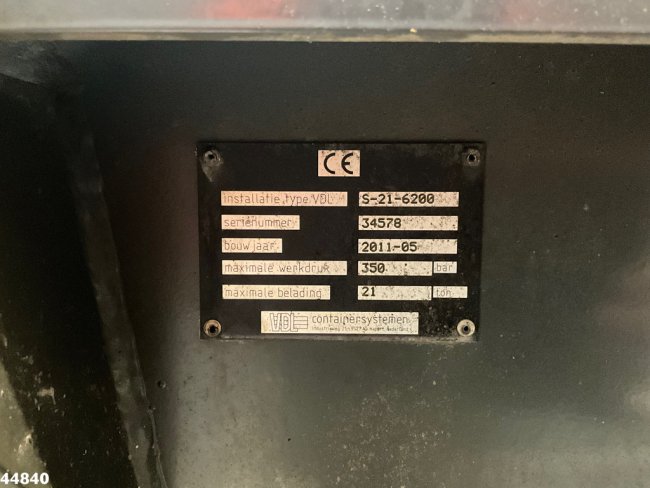 CE
installatie type VDL S-21-6200
serienummer 34578
bouwjaar 2011-05
maximale werkdruk 350 bar
maximale belading 21 ton
VDL containersystemen
44840